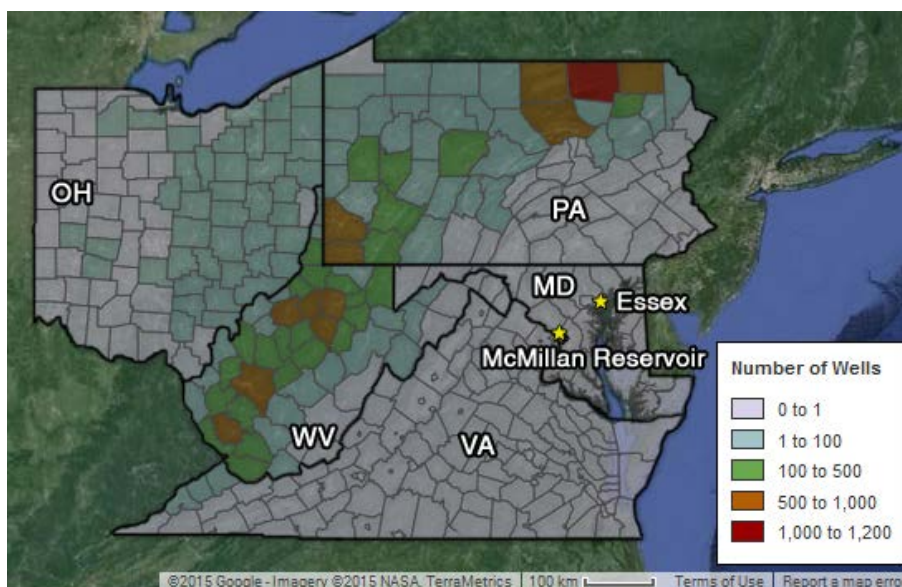 OH
PA
MD
Essex
McMillan Reservoir
WV
VA
Number of Wells
0 to 1
1 to 100
100 to 500
500 to 1,000
1,000 to 1,200
©2015 Google - Imagery ©2015 NASA, TerraMetrics
100 km
Terms of Use
Report a map erro